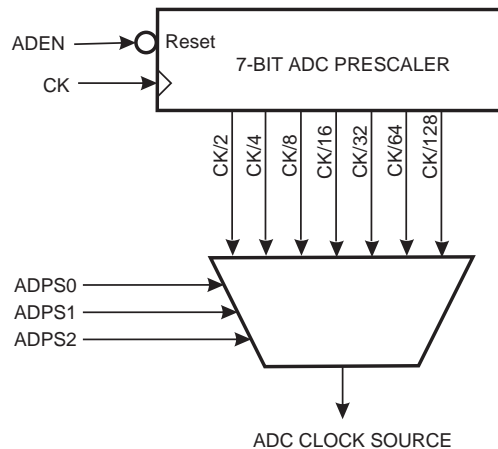 ADEN
Reset
7-BIT ADC PRESCALER
CK
CK/2
CK/4
CK/8
CK/16
CK/32
CK/64
CK/128
ADPS0
ADPS1
ADPS2
ADC CLOCK SOURCE